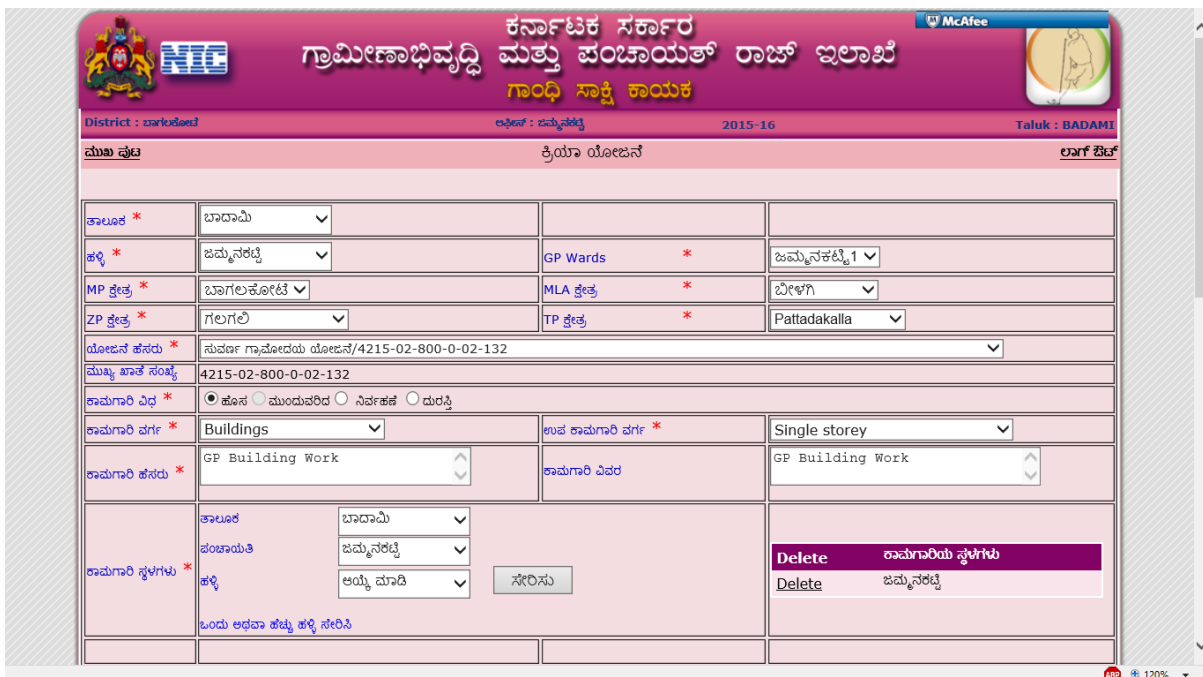 ಕರ್ನಾಟಕ ಸರ್ಕಾರ
McAfee
NIC
ಗ್ರಾಮೀಣಾಭಿವೃದ್ಧಿ ಮತ್ತು ಪಂಚಾಯತ್ ರಾಜ್ ಇಲಾಖೆ
ಗಾಂಧಿ ಸಾಕ್ಷಿ ಕಾಯಕ
District : ಬಾಗಲಕೋಟೆ ಆಫೀಸ್ : ಜಮ್ಮನಕಟ್ಟಿ 2015-16 Taluk : BADAMI
ಮುಖ ಪುಟ ಕ್ರಿಯಾ ಯೋಜನೆ ಲಾಗ್ ಔಟ್
ತಾಲೂಕ * ಬಾದಾಮಿ
ಹಳ್ಳಿ * ಜಮ್ಮನಕಟ್ಟಿ GP Wards * ಜಮ್ಮನಕಟ್ಟಿ1
MP ಕ್ಷೇತ್ರ * ಬಾಗಲಕೋಟೆ MLA ಕ್ಷೇತ್ರ * ಬೀಳಗಿ
ZP ಕ್ಷೇತ್ರ * ಗಲಗಲಿ TP ಕ್ಷೇತ್ರ * Pattadakalla
ಯೋಜನೆ ಹೆಸರು * ಸುವರ್ಣ ಗ್ರಾಮೋದಯ ಯೋಜನೆ/4215-02-800-0-02-132
ಮುಖ್ಯ ಖಾತೆ ಸಂಖ್ಯೆ 4215-02-800-0-02-132
ಕಾಮಗಾರಿ ವಿಧ * ಹೊಸ ಮುಂದುವರಿದ ನಿರ್ವಹಣೆ ದುರಸ್ತಿ
ಕಾಮಗಾರಿ ವರ್ಗ * Buildings ಉಪ ಕಾಮಗಾರಿ ವರ್ಗ * Single storey
ಕಾಮಗಾರಿ ಹೆಸರು * GP Building Work ಕಾಮಗಾರಿ ವಿವರ GP Building Work
ಕಾಮಗಾರಿ ಸ್ಥಳಗಳು *
ತಾಲೂಕ ಬಾದಾಮಿ
ಪಂಚಾಯತಿ ಜಮ್ಮನಕಟ್ಟಿ
ಹಳ್ಳಿ ಆಯ್ಕೆ ಮಾಡಿ ಸೇರಿಸು
ಒಂದು ಅಥವಾ ಹೆಚ್ಚು ಹಳ್ಳಿ ಸೇರಿಸಿ
Delete ಕಾಮಗಾರಿಯ ಸ್ಥಳಗಳು
Delete ಜಮ್ಮನಕಟ್ಟಿ
ABP 120%